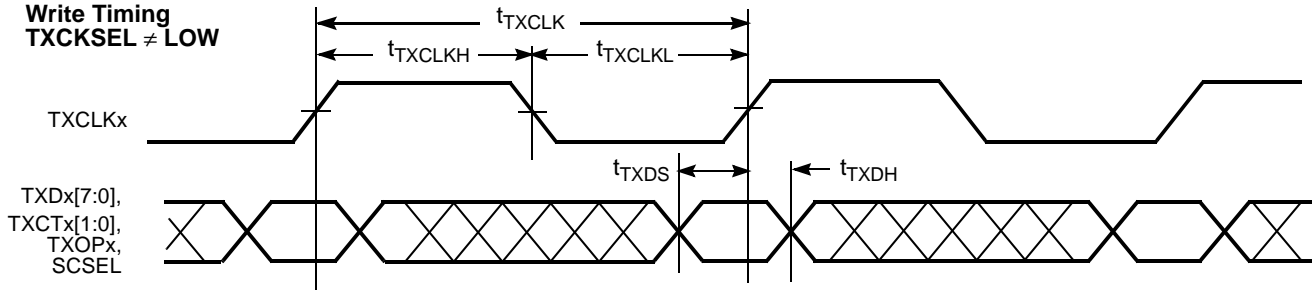 Write Timing
TXCKSEL ≠ LOW
tTXCLK
tTXCLKH
tTXCLKL
TXCLKx
tTXDS
tTXDH
TXDx[7:0],
TXCTx[1:0],
TXOPx,
SCSEL